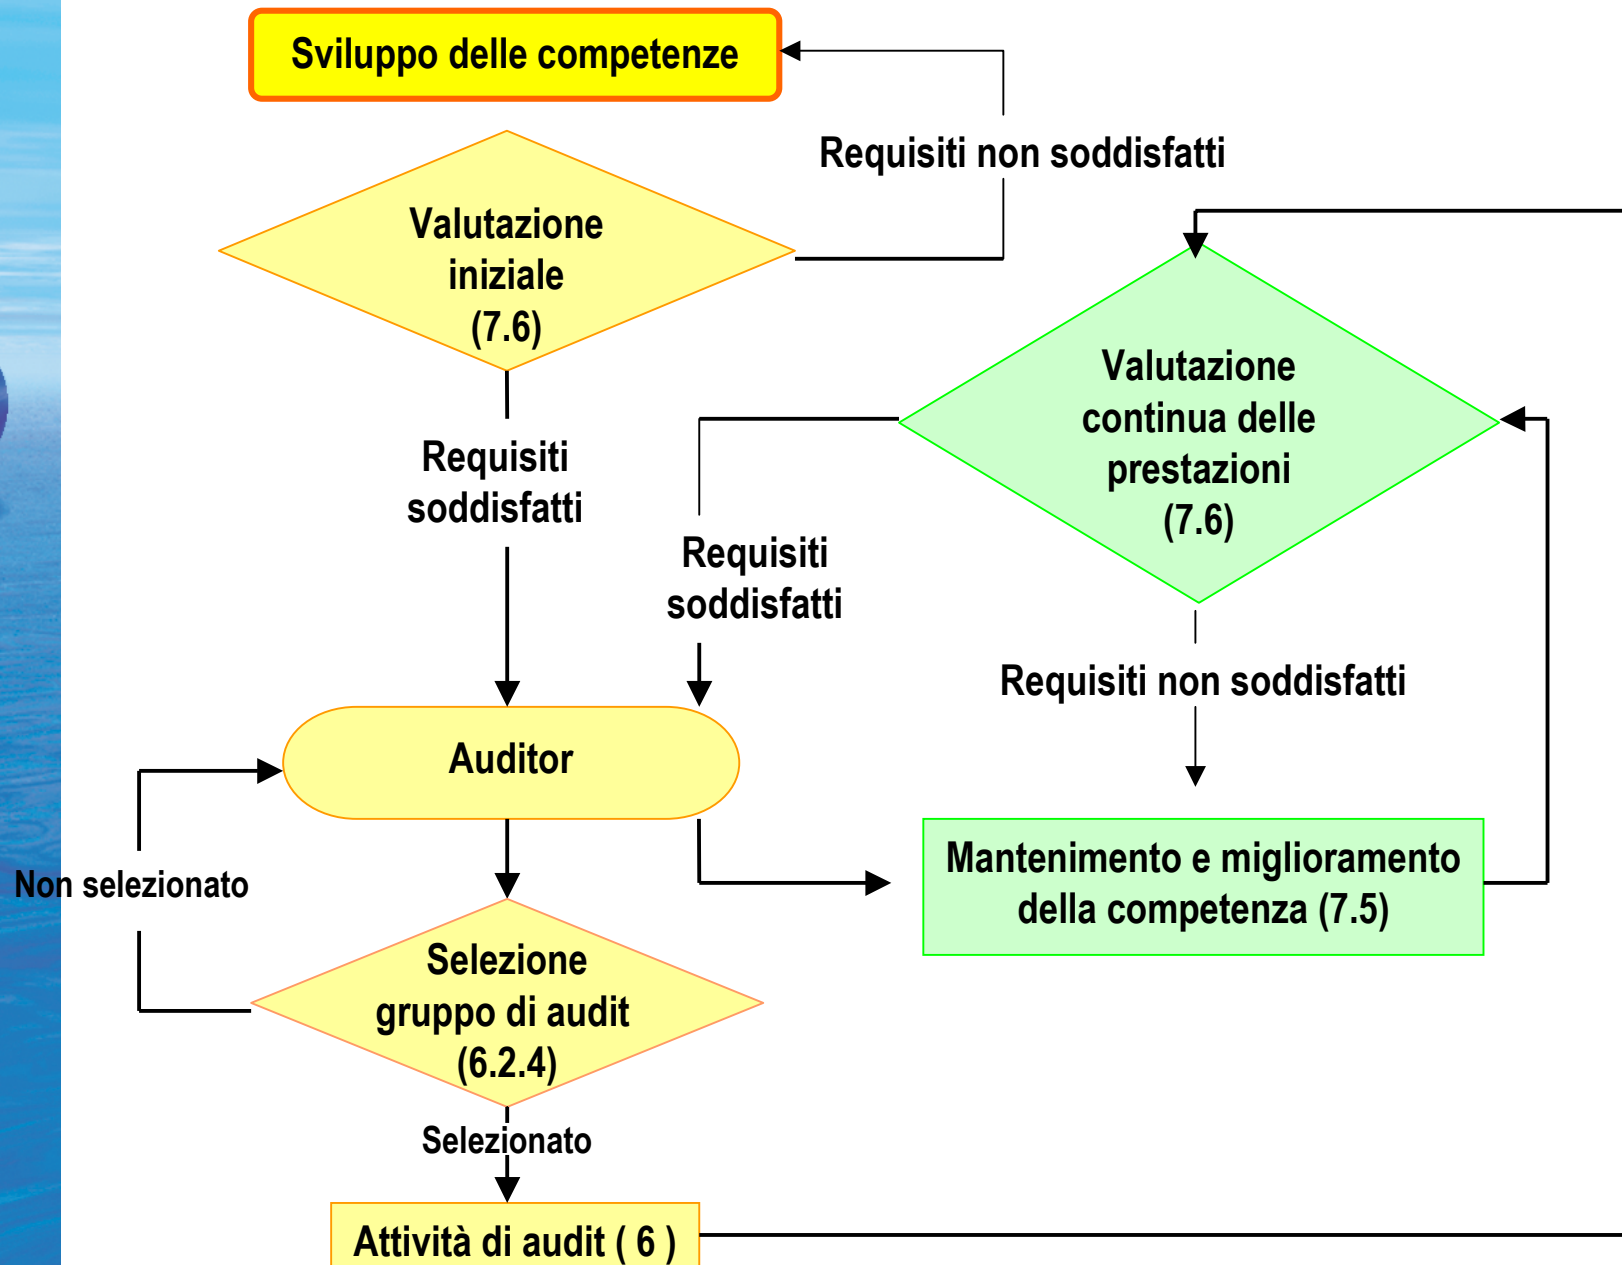 Sviluppo delle competenze
Requisiti non soddisfatti
Valutazione
iniziale
(7.6)
Valutazione
continua delle
prestazioni
(7.6)
Requisiti
soddisfatti
Requisiti
soddisfatti
Requisiti non soddisfatti
Auditor
Mantenimento e miglioramento
della competenza (7.5)
Non selezionato
Selezione
gruppo di audit
(6.2.4)
Selezionato
Attività di audit ( 6 )